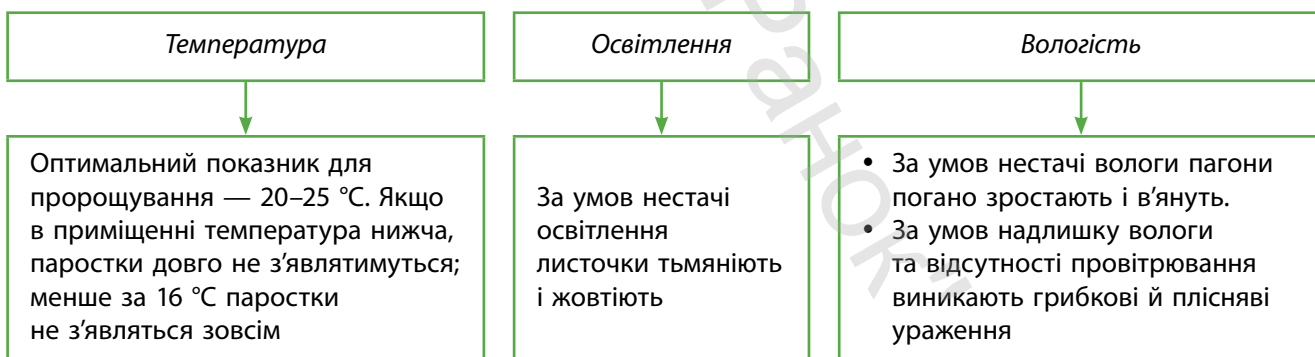 Температура
Освітлення
Вологість
Оптимальний показник для
пророщування — 20–25 °С. Якщо
в приміщенні температура нижча,
паростки довго не з'являтимуться;
менше за 16 °С паростки
не з'являться зовсім
За умов нестачі
освітлення
листочки тьмяніють
і жовтіють
• За умов нестачі вологи пагони
погано зростають і в'януть.
• За умов надлишку вологи
та відсутності провітрювання
виникають грибкові й плісняві
ураження
Ранок"